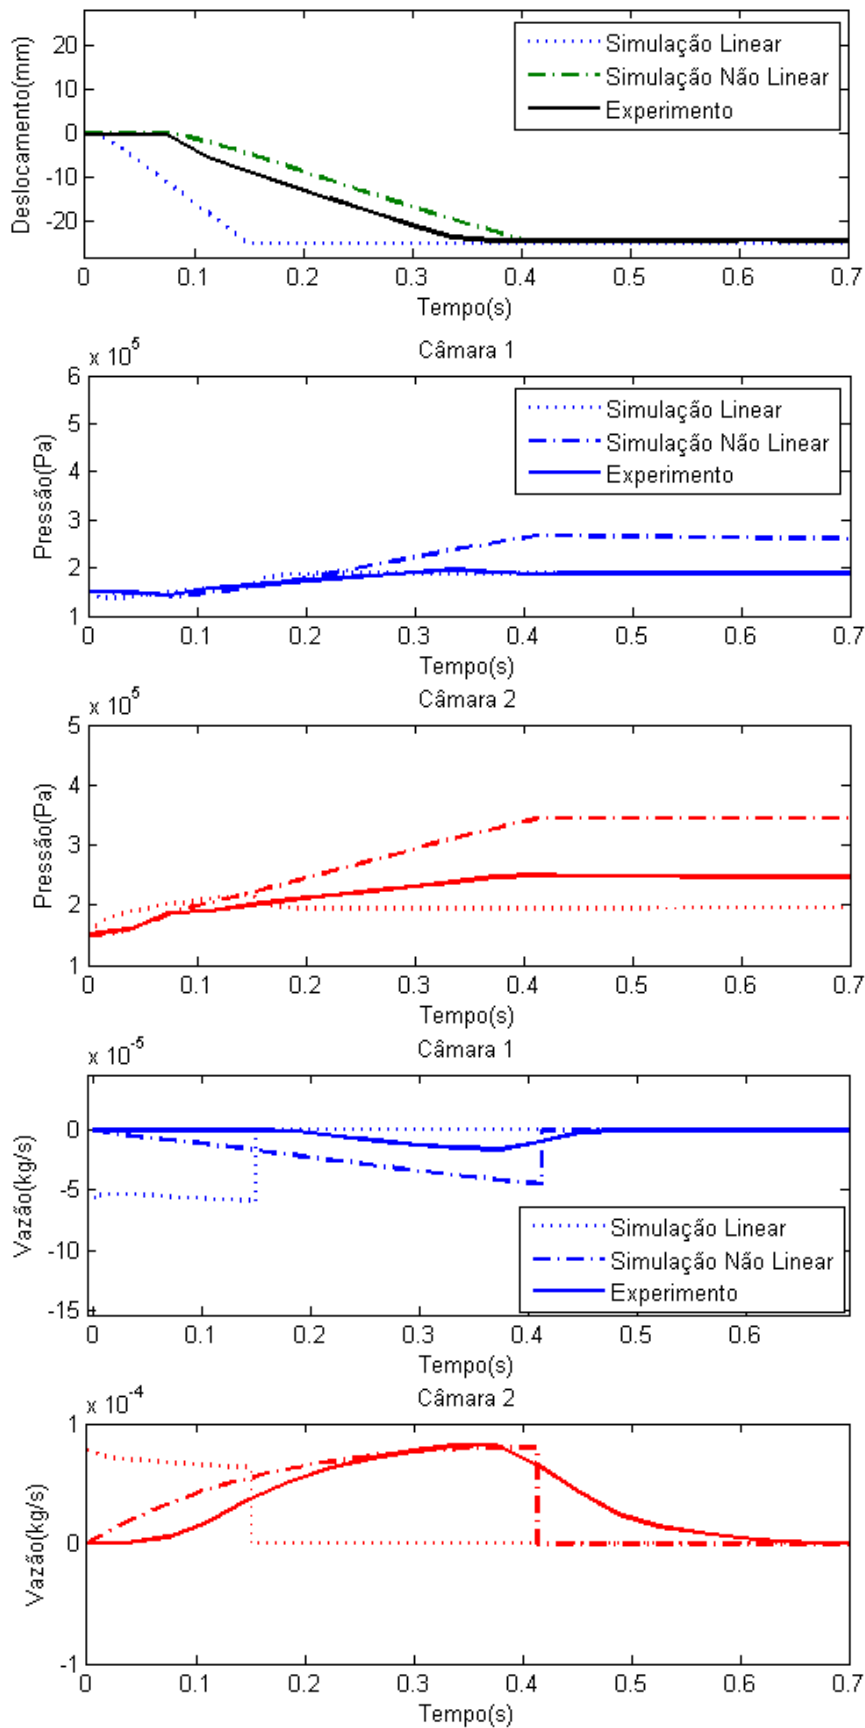 20
10
0
-10
-20
Deslocamento(mm)
Simulação Linear
Simulação Não Linear
Experimento
0 0.1 0.2 0.3 0.4 0.5 0.6 0.7
Tempo(s)
x 10^5
Câmara 1
6
5
4
3
2
1
Pressão(Pa)
Simulação Linear
Simulação Não Linear
Experimento
0 0.1 0.2 0.3 0.4 0.5 0.6 0.7
Tempo(s)
x 10^5
Câmara 2
5
4
3
2
1
Pressão(Pa)
0 0.1 0.2 0.3 0.4 0.5 0.6 0.7
Tempo(s)
x 10^-5
Câmara 1
0
-5
-10
-15
Vazão(kg/s)
Simulação Linear
Simulação Não Linear
Experimento
0 0.1 0.2 0.3 0.4 0.5 0.6
Tempo(s)
x 10^-4
Câmara 2
1
0
-1
Vazão(kg/s)
0 0.1 0.2 0.3 0.4 0.5 0.6 0.7
Tempo(s)